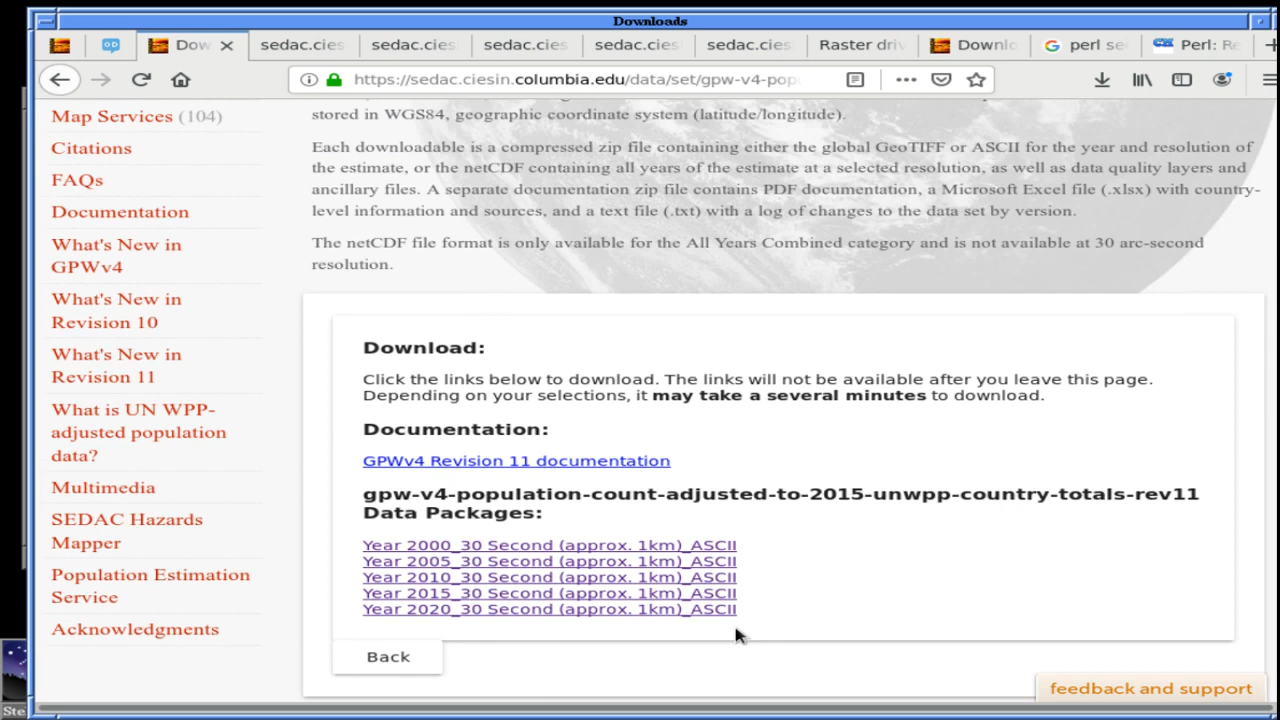 Downloads
Dow
sedac.cies
sedac.cies
sedac.cies
sedac.cies
sedac.cies
Raster driv
Downlo
perl se
Perl: Re
https://sedac.ciesin.columbia.edu/data/set/gpw-v4-pop
Map Services (104)
Citations
FAQs
Documentation
What's New in
GPWv4
What's New in
Revision 10
What's New in
Revision 11
What is UN WPP-
adjusted population
data?
Multimedia
SEDAC Hazards
Mapper
Population Estimation
Service
Acknowledgments
stored in WGS84, geographic coordinate system (latitude/longitude).
Each downloadable is a compressed zip file containing either the global GeoTIFF or ASCII for the year and resolution of
the estimate, or the netCDF containing all years of the estimate at a selected resolution, as well as data quality layers and
ancillary files. A separate documentation zip file contains PDF documentation, a Microsoft Excel file (.xlsx) with country-
level information and sources, and a text file (.txt) with a log of changes to the data set by version.
The netCDF file format is only available for the All Years Combined category and is not available at 30 arc-second
resolution.
Download:
Click the links below to download. The links will not be available after you leave this page.
Depending on your selections, it may take a several minutes to download.
Documentation:
GPWv4 Revision 11 documentation
gpw-v4-population-count-adjusted-to-2015-unwpp-country-totals-rev11
Data Packages:
Year 2000_30 Second (approx. 1km)_ASCII
Year 2005_30 Second (approx. 1km)_ASCII
Year 2010_30 Second (approx. 1km)_ASCII
Year 2015_30 Second (approx. 1km)_ASCII
Year 2020_30 Second (approx. 1km)_ASCII
Back
feedback and support
Ste